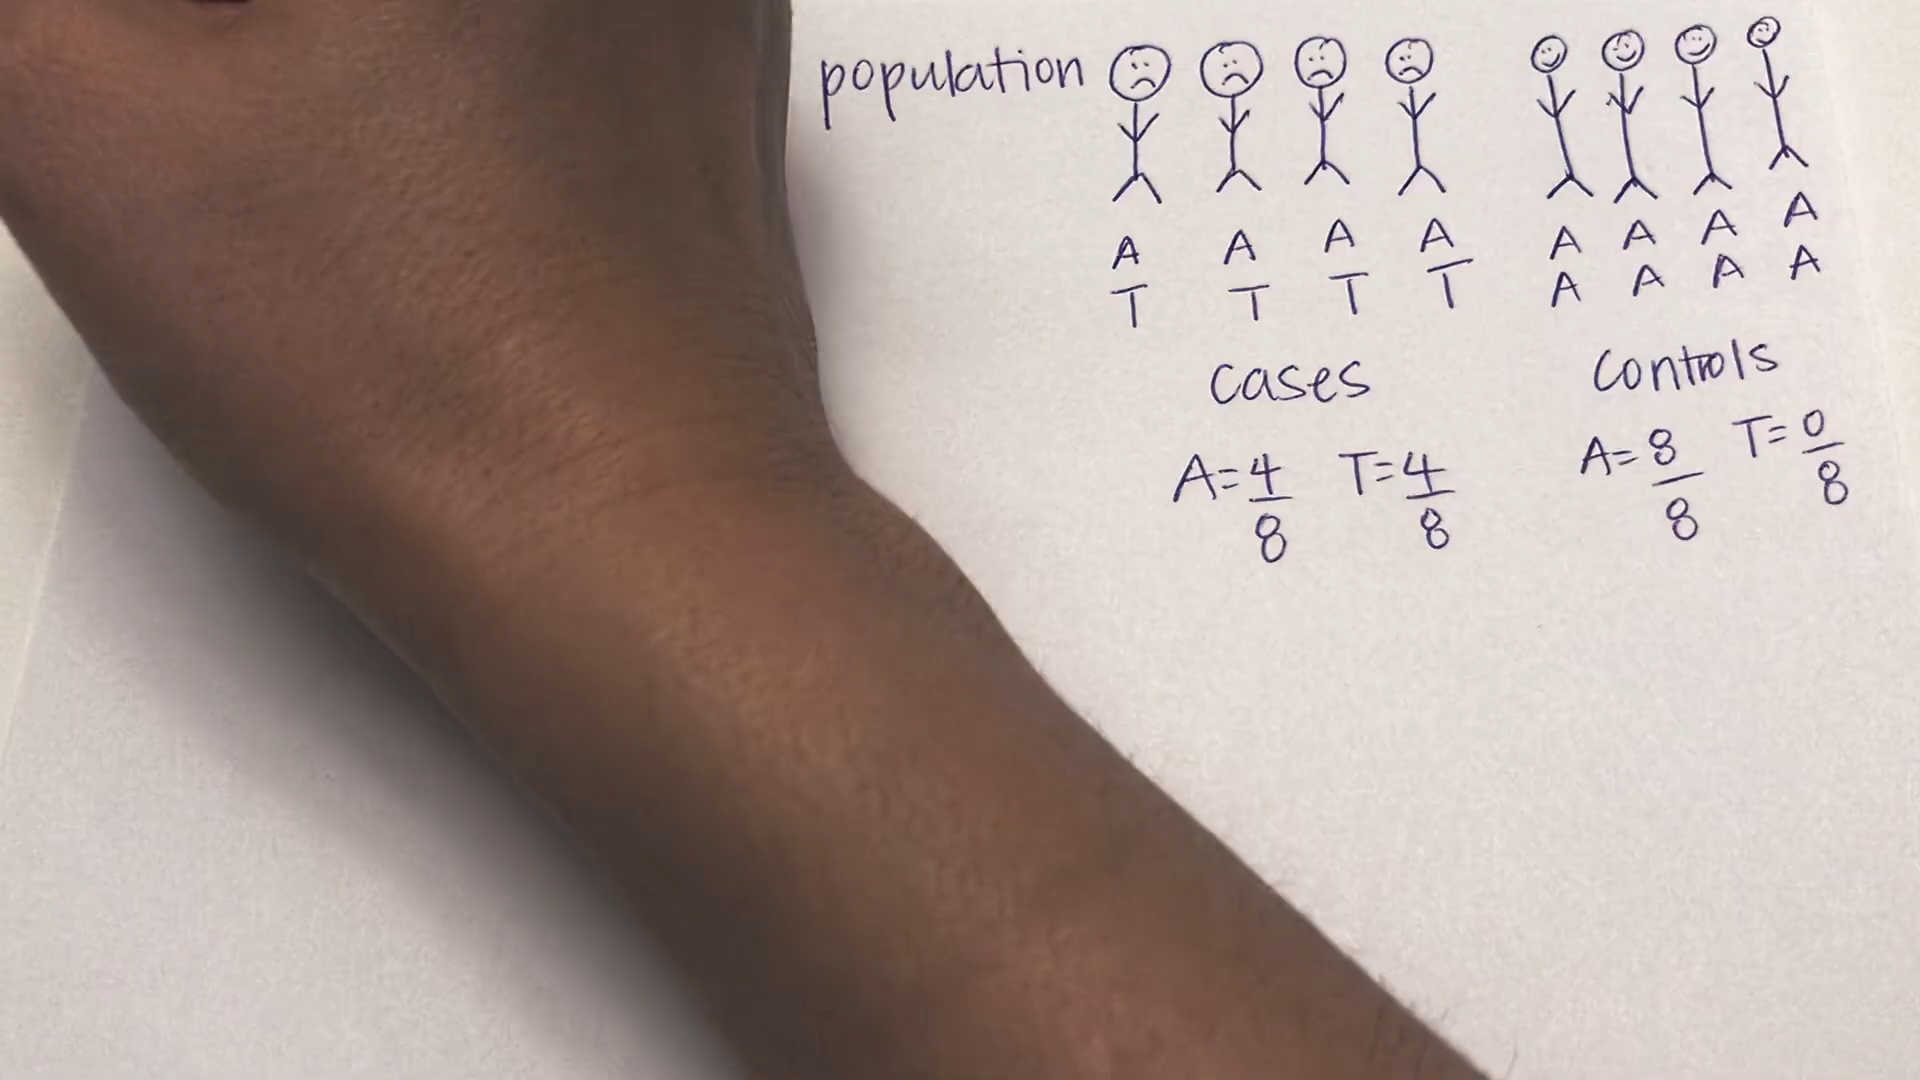 population
A A A A A A A A
T T T T A A A A
cases controls
A=4/8 T=4/8 A=8/8 T=0/8